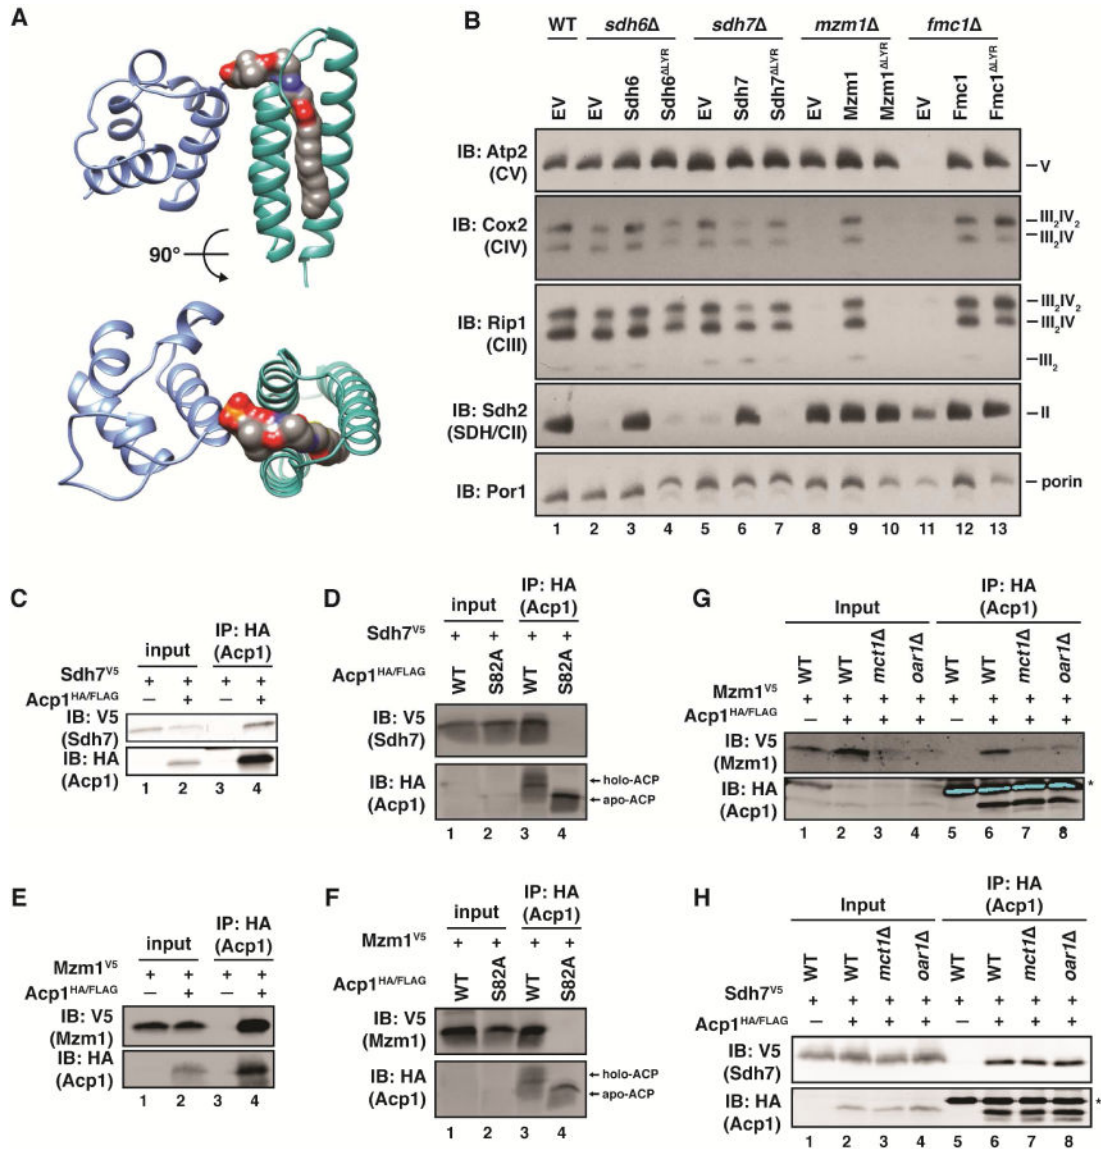 A
90°
B
WT sdh6Δ sdh7Δ mzm1Δ fmc1Δ
EV EV Sdh6 Sdh6ΔLYR EV Sdh7 Sdh7ΔLYR EV Mzm1 Mzm1ΔLYR EV Fmc1 Fmc1ΔLYR
IB: Atp2
(CV)
V
IB: Cox2
(CIV)
III2IV2
III2IV
IB: Rip1
(CIII)
III2IV2
III2IV
III2
IB: Sdh2
(SDH/CII)
II
IB: Por1
porin
1 2 3 4 5 6 7 8 9 10 11 12 13
C
input
IP: HA
(Acp1)
Sdh7V5 + + + +
Acp1HA/FLAG — + — +
IB: V5
(Sdh7)
IB: HA
(Acp1)
1 2 3 4
D
input
IP: HA
(Acp1)
Sdh7V5 + + + +
Acp1HA/FLAG WT S82A WT S82A
IB: V5
(Sdh7)
IB: HA
(Acp1)
holo-ACP
apo-ACP
1 2 3 4
G
Input
IP: HA
(Acp1)
WT WT mct1Δ oar1Δ WT WT mct1Δ oar1Δ
Mzm1V5 + + + + + + + +
Acp1HA/FLAG — + + + — + + +
IB: V5
(Mzm1)
IB: HA
(Acp1)
*
1 2 3 4 5 6 7 8
E
input
IP: HA
(Acp1)
Mzm1V5 + + + +
Acp1HA/FLAG — + — +
IB: V5
(Mzm1)
IB: HA
(Acp1)
1 2 3 4
F
input
IP: HA
(Acp1)
Mzm1V5 + + + +
Acp1HA/FLAG WT S82A WT S82A
IB: V5
(Mzm1)
IB: HA
(Acp1)
holo-ACP
apo-ACP
1 2 3 4
H
Input
IP: HA
(Acp1)
WT WT mct1Δ oar1Δ WT WT mct1Δ oar1Δ
Sdh7V5 + + + + + + + +
Acp1HA/FLAG — + + + — + + +
IB: V5
(Sdh7)
IB: HA
(Acp1)
*
1 2 3 4 5 6 7 8